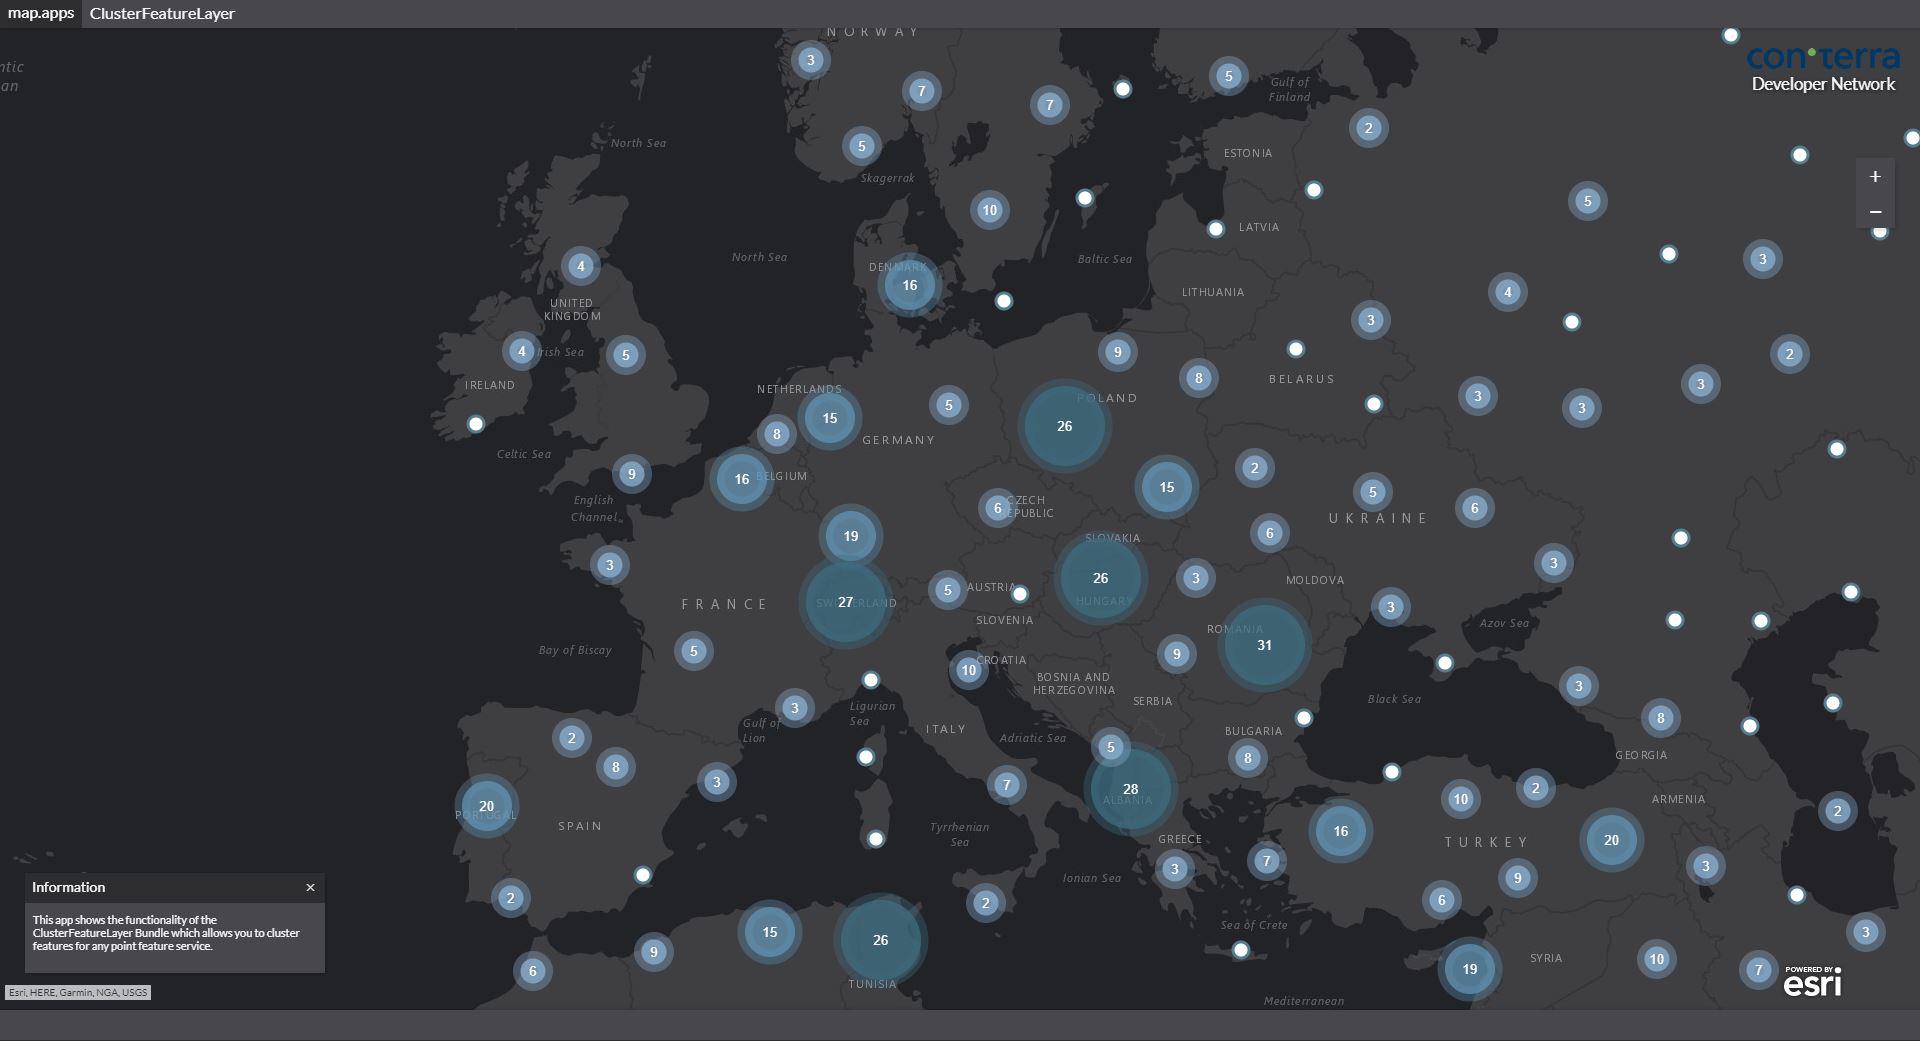 map.apps ClusterFeatureLayer
NORWAY
ntic
an
con terra
Developer Network
3
7
7
5
Gulf of
Finland
2
North Sea
5
ESTONIA
Skagerrak
5
10
LATVIA
+
−
North Sea
Baltic Sea
3
4
DENMARK
16
LITHUANIA
4
UNITED
KINGDOM
3
4
Irish Sea
5
9
2
IRELAND
NETHERLANDS
8
BELARUS
3
15
5
POLAND
3
3
8
GERMANY
26
Celtic Sea
9
16
BELGIUM
15
2
English
Channel
6
CZECH
REPUBLIC
5
6
UKRAINE
19
SLOVAKIA
6
3
3
26
HUNGARY
3
MOLDOVA
FRANCE
27
SWITZERLAND
5
AUSTRIA
3
SLOVENIA
ROMANIA
31
Azov Sea
Bay of Biscay
5
10
CROATIA
9
BOSNIA AND
HERZEGOVINA
SERBIA
Black Sea
3
3
Gulf of
Lion
Ligurian
Sea
ITALY
Adriatic Sea
BULGARIA
8
2
5
8
GEORGIA
8
3
7
28
ALBANIA
10
2
ARMENIA
20
PORTUGAL
SPAIN
Tyrrhenian
Sea
GREECE
16
TURKEY
20
2
3
7
Ionian Sea
9
3
2
2
6
Sea of Crete
15
26
3
9
6
TUNISIA
19
SYRIA
10
7
Mediterranean
Information ×
This app shows the functionality of the
ClusterFeatureLayer Bundle which allows you to cluster
features for any point feature service.
Esri, HERE, Garmin, NGA, USGS
POWERED BY
esri